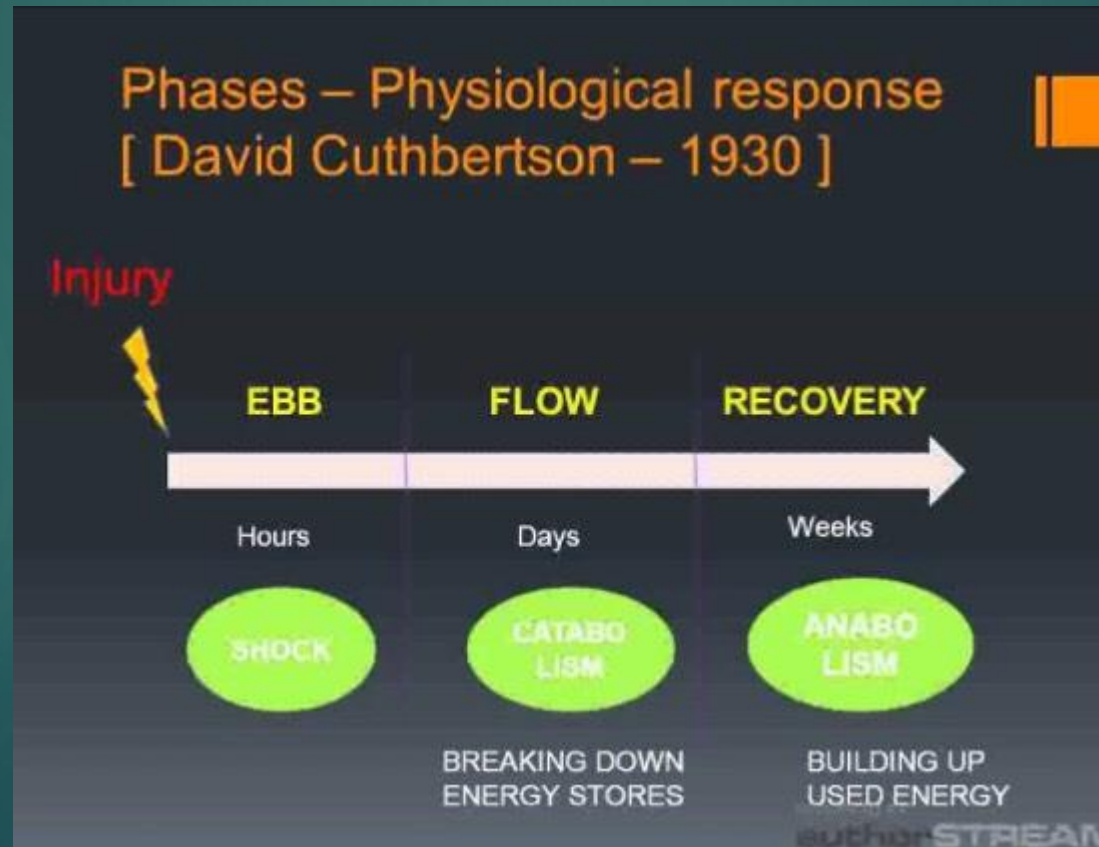 Phases – Physiological response
[ David Cuthbertson – 1930 ]
Injury
EBB
FLOW
RECOVERY
Hours
Days
Weeks
SHOCK
CATABO
LISM
ANABO
LISM
BREAKING DOWN
ENERGY STORES
BUILDING UP
USED ENERGY
authorSTREAM